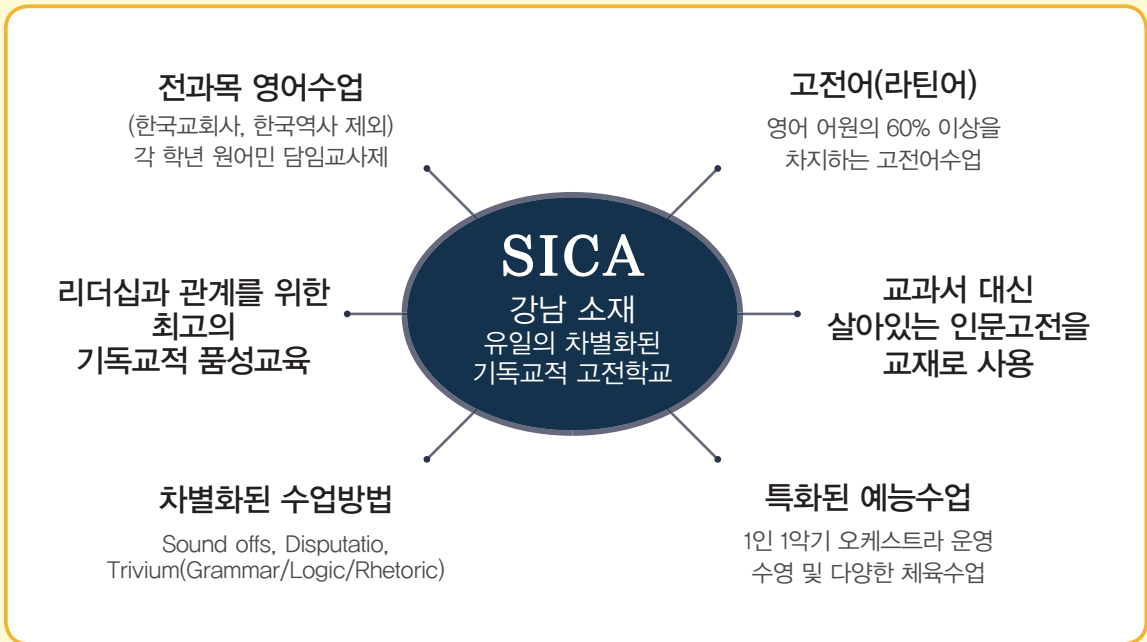 전과목 영어수업
(한국교회사, 한국역사 제외)
각 학년 원어민 담임교사제
고전어(라틴어)
영어 어원의 60% 이상을
차지하는 고전어수업
리더십과 관계를 위한
최고의
기독교적 품성교육
SICA
강남 소재
유일의 차별화된
기독교적 고전학교
교과서 대신
살아있는 인문고전을
교재로 사용
차별화된 수업방법
Sound offs, Disputatio,
Trivium(Grammar/Logic/Rhetoric)
특화된 예능수업
1인 1악기 오케스트라 운영
수영 및 다양한 체육수업